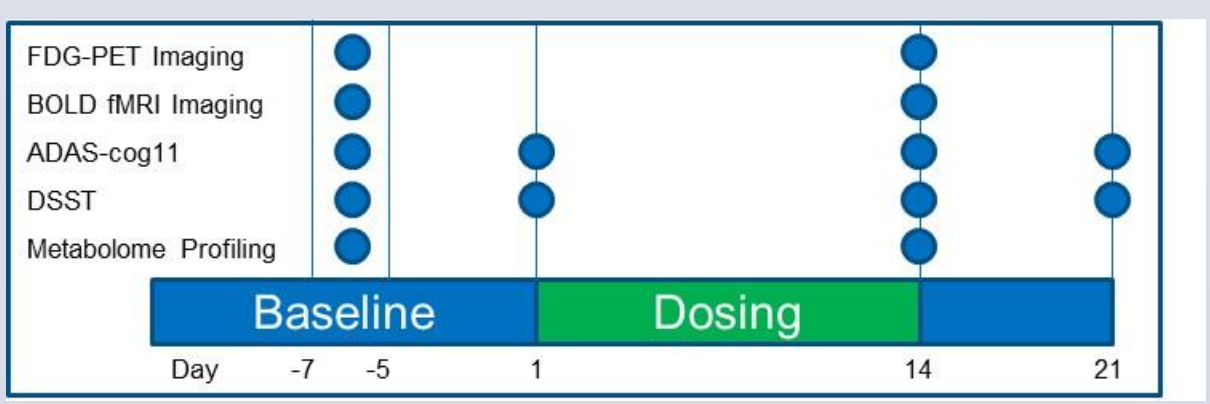 FDG-PET Imaging
BOLD fMRI Imaging
ADAS-cog11
DSST
Metabolome Profiling
Baseline Dosing
Day -7 -5 1 14 21